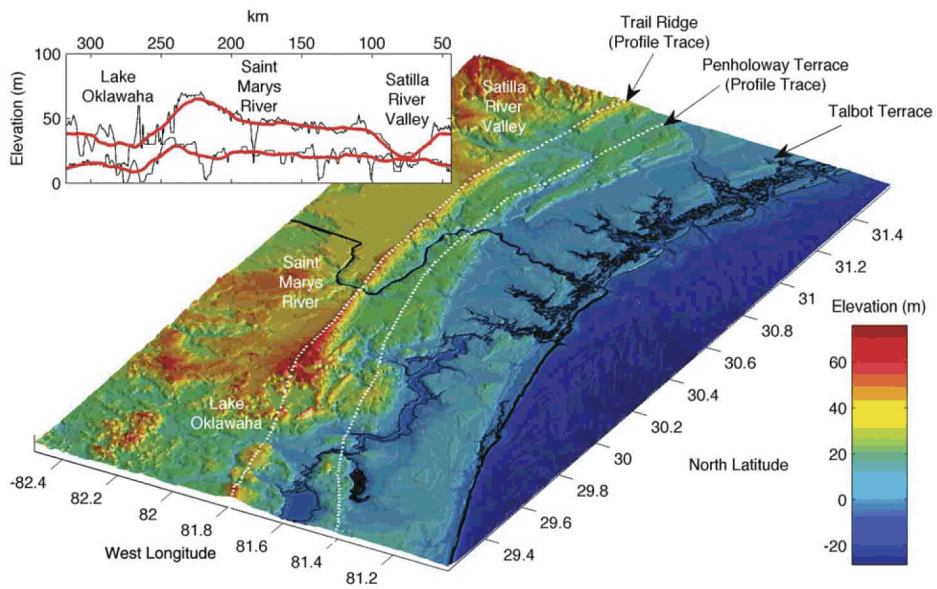 km
300 250 200 150 100 50
100
50
0
Elevation (m)
Lake
Oklawaha
Saint
Marys
River
Satilla
River
Valley
Trail Ridge
(Profile Trace)
Penholoway Terrace
(Profile Trace)
Talbot Terrace
Satilla
River
Valley
Saint
Marys
River
Lake
Oklawaha
31.4
31.2
31
30.8
30.6
30.4
30.2
30
29.8
29.6
29.4
North Latitude
-82.4
82.2
82
81.8
81.6
81.4
81.2
West Longitude
Elevation (m)
60
40
20
0
-20